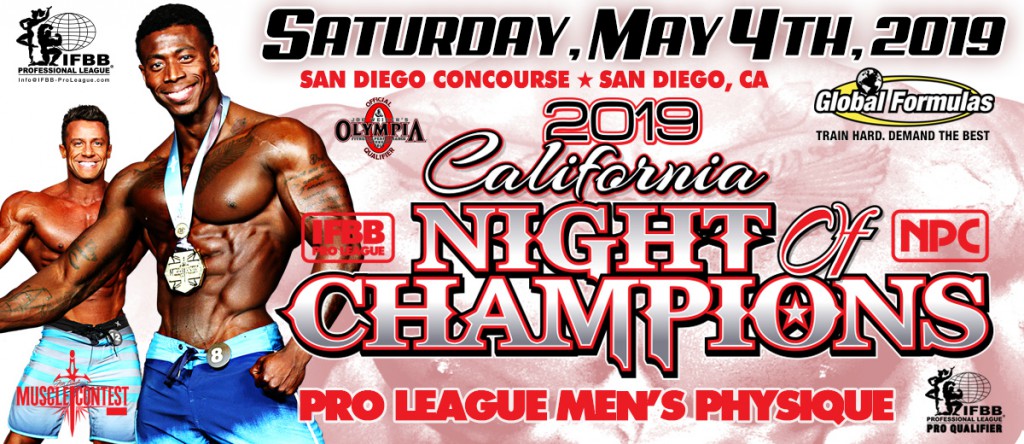 IFBB
PROFESSIONAL LEAGUE®
Info@IFBB-ProLeague.com
SATURDAY, MAY 4TH, 2019
SAN DIEGO CONCOURSE ★ SAN DIEGO, CA
OFFICIAL
OLYMPIA
QUALIFIER
2019
California
NIGHT Of
CHAMPIONS
Global Formulas
TRAIN HARD. DEMAND THE BEST
IFBB
PRO LEAGUE
NPC
8
MUSCLE CONTEST
PRO LEAGUE MEN'S PHYSIQUE
IFBB
PROFESSIONAL LEAGUE®
PRO QUALIFIER